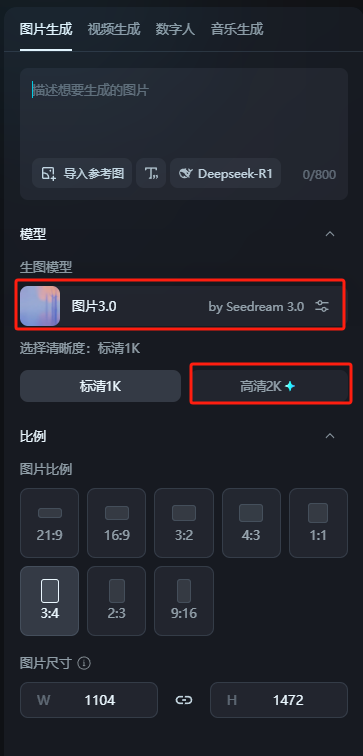 图片生成 视频生成 数字人 音乐生成
描述想要生成的图片
导入参考图 T Deepseek-R1 0/800
模型
生图模型
图片3.0 by Seedream 3.0
选择清晰度：标清1K
标清1K 高清2K
比例
图片比例
21:9 16:9 3:2 4:3 1:1
3:4 2:3 9:16
图片尺寸
W 1104 H 1472